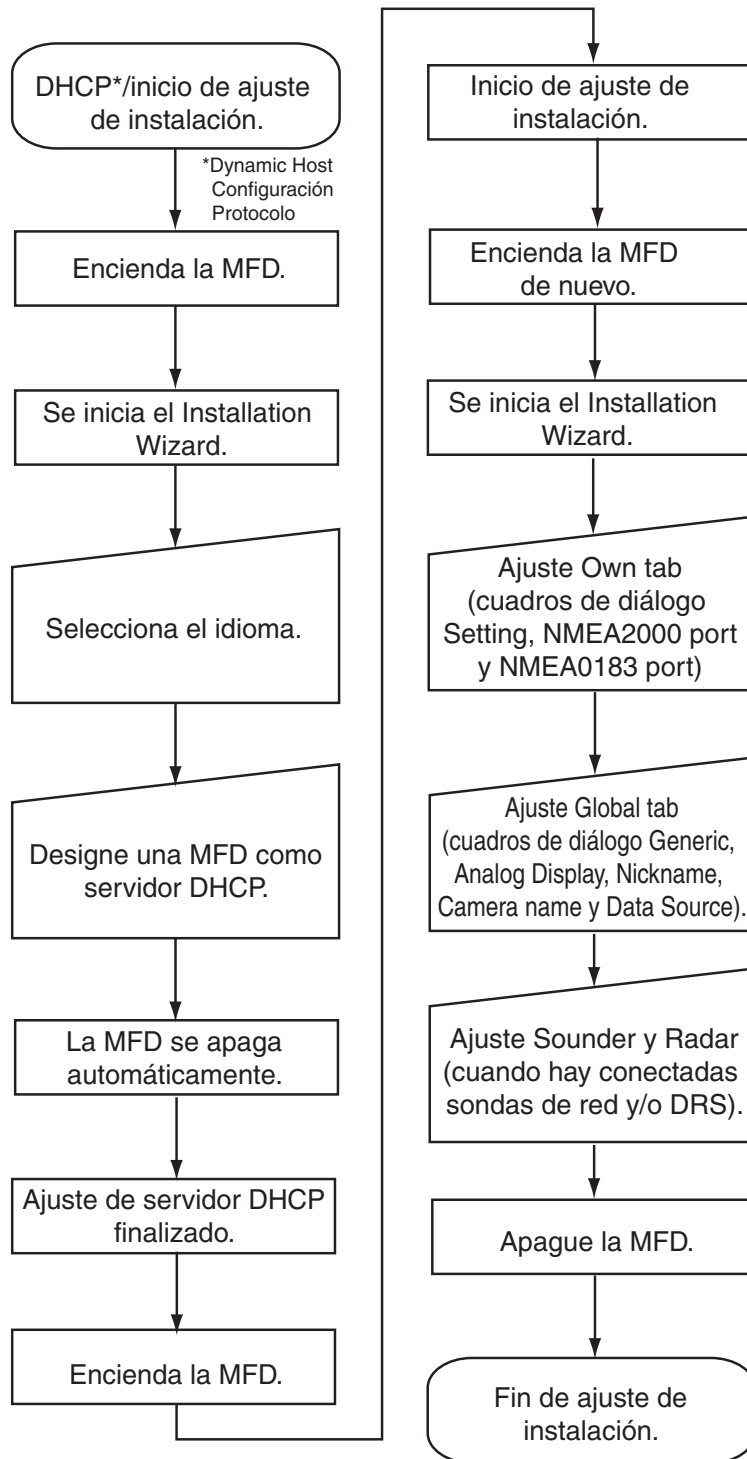 DHCP*/inicio de ajuste
de instalación.
*Dynamic Host
Configuración
Protocolo
Encienda la MFD.
Se inicia el Installation
Wizard.
Selecciona el idioma.
Designe una MFD como
servidor DHCP.
La MFD se apaga
automáticamente.
Ajuste de servidor DHCP
finalizado.
Encienda la MFD.
Inicio de ajuste de
instalación.
Encienda la MFD
de nuevo.
Se inicia el Installation
Wizard.
Ajuste Own tab
(cuadros de diálogo
Setting, NMEA2000 port
y NMEA0183 port)
Ajuste Global tab
(cuadros de diálogo Generic,
Analog Display, Nickname,
Camera name y Data Source).
Ajuste Sounder y Radar
(cuando hay conectadas
sondas de red y/o DRS).
Apague la MFD.
Fin de ajuste de
instalación.